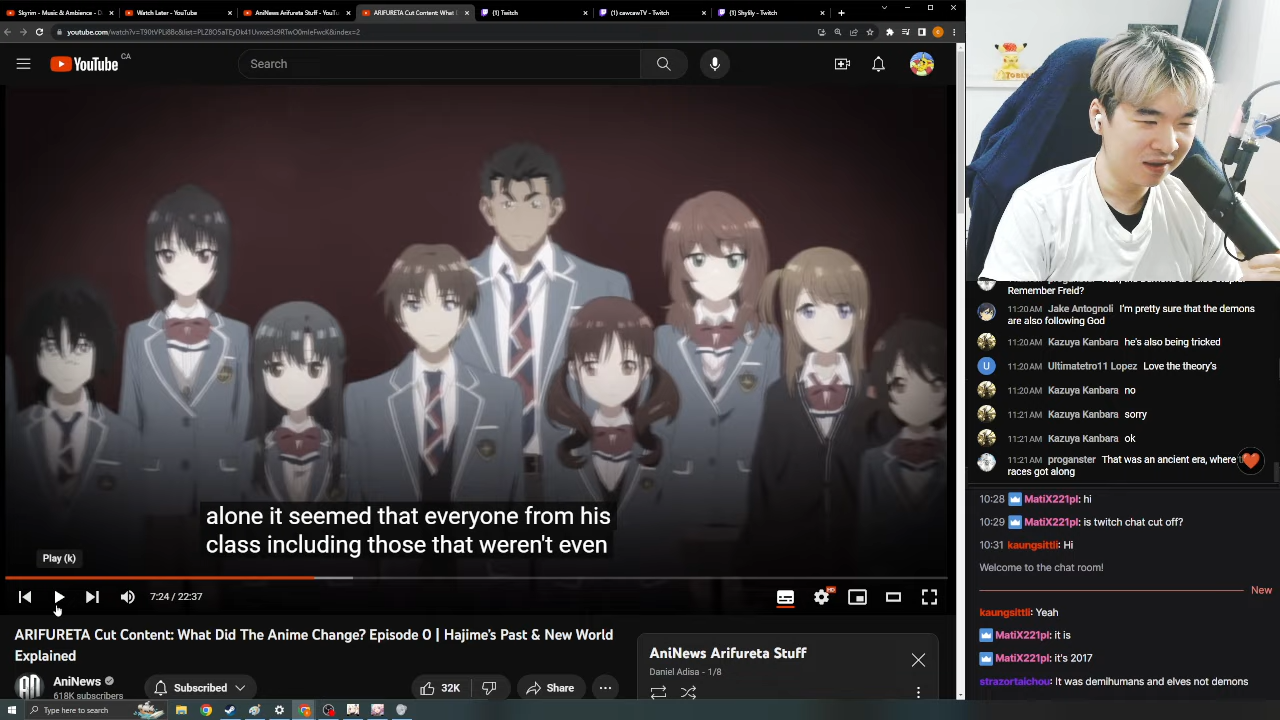 Slgrim - Music & Ambience - D
Watch Later - YouTube
AniNews Arifureta Stuff - YouT
ARIFURETA Cut Content: What
(1) Twitch
(1) cawcawTV - Twitch
(1) Shylily - Twitch
youtube.com/watch?v=
YouTube CA
Search
TORLE
alone it seemed that everyone from his
class including those that weren't even
Play (k)
7:24 / 22:37
HD
ARIFURETA Cut Content: What Did The Anime Change? Episode 0 | Hajime's Past & New World
Explained
AniNews
618K subscribers
Subscribed
32K
Share
AniNews Arifureta Stuff
Daniel Adisa - 1/8
Type here to search
Remember Freid?
11:20 AM Jake Antognoli I'm pretty sure that the demons
are also following God
11:20 AM Kazuya Kanbara he's also being tricked
11:20 AM Ultimatetro11 Lopez Love the theory's
11:20 AM Kazuya Kanbara no
11:21 AM Kazuya Kanbara sorry
11:21 AM Kazuya Kanbara ok
11:21 AM proganster That was an ancient era, where
races got along
10:28 MatiX221pl: hi
10:29 MatiX221pl: is twitch chat cut off?
10:31 kaungsittli: Hi
Welcome to the chat room!
New
kaungsittli: Yeah
MatiX221pl: it is
MatiX221pl: it's 2017
strazortaichou: It was demihumans and elves not demons